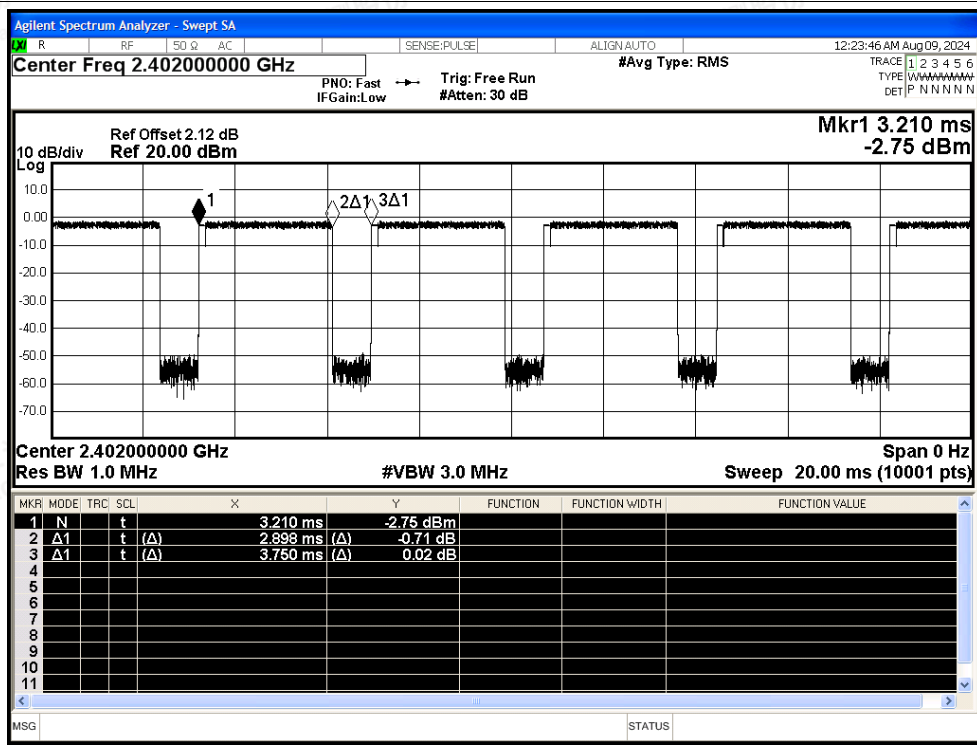 Agilent Spectrum Analyzer - Swept SA
LXI R RF 50 Ω AC SENSE:PULSE ALIGN AUTO 12:23:46 AM Aug 09, 2024
Center Freq 2.402000000 GHz
PNO: Fast
IFGain:Low
Trig: Free Run
#Atten: 30 dB
#Avg Type: RMS
TRACE 1 2 3 4 5 6
TYPE W
DET P N N N N N
Mkr1 3.210 ms
-2.75 dBm
Ref Offset 2.12 dB
10 dB/div Ref 20.00 dBm
Log
10.0
0.00
-10.0
-20.0
-30.0
-40.0
-50.0
-60.0
-70.0
1
2Δ1
3Δ1
Center 2.402000000 GHz Span 0 Hz
Res BW 1.0 MHz #VBW 3.0 MHz Sweep 20.00 ms (10001 pts)
MKR MODE TRC SCL X Y FUNCTION FUNCTION WIDTH FUNCTION VALUE
1 N t 3.210 ms -2.75 dBm
2 Δ1 t (Δ) 2.898 ms (Δ) -0.71 dB
3 Δ1 t (Δ) 3.750 ms (Δ) 0.02 dB
4
5
6
7
8
9
10
11
MSG STATUS